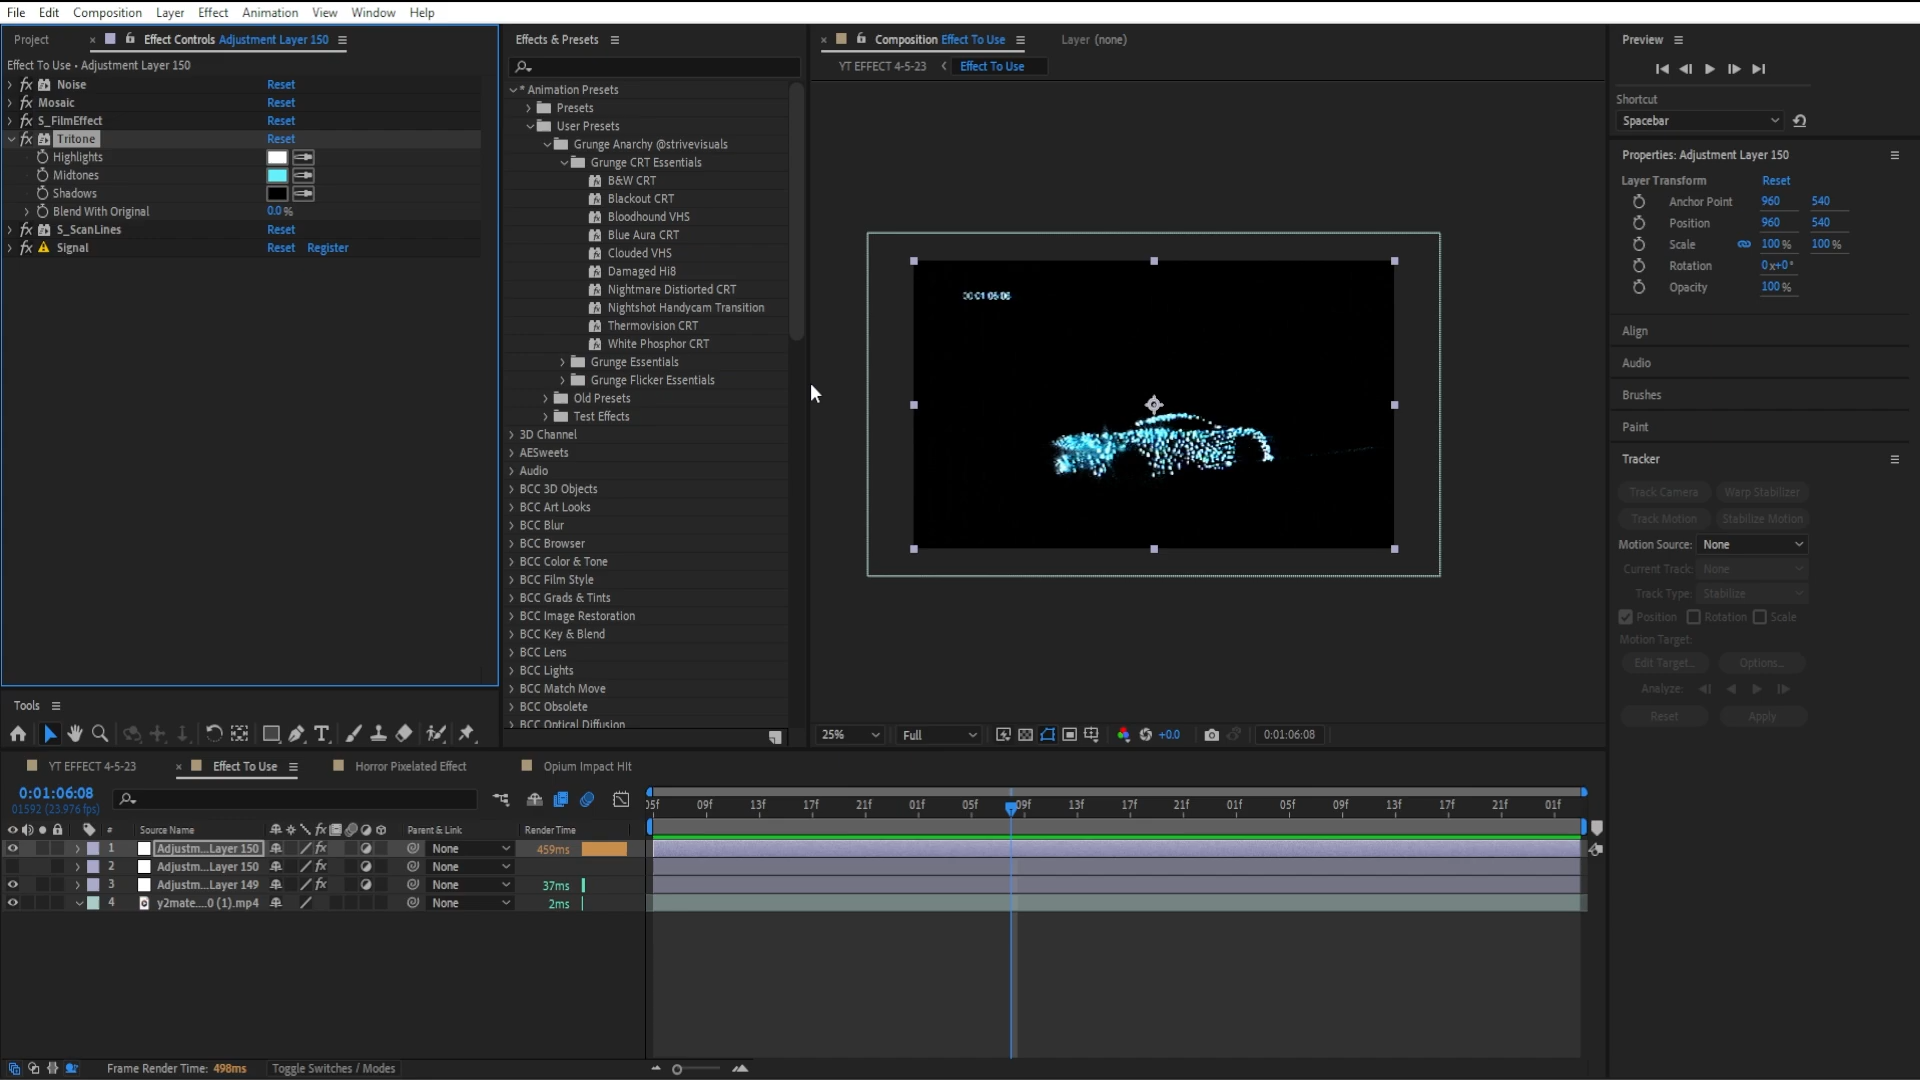 File Edit Composition Layer Effect Animation View Window Help
Project × Effect Controls Adjustment Layer 150
Effect To Use • Adjustment Layer 150
fx Noise Reset
fx Mosaic Reset
fx S_FilmEffect Reset
fx Tritone Reset
Highlights
Midtones
Shadows
Blend With Original 0.0 %
fx S_ScanLines Reset
fx Signal Reset Register
Effects & Presets
* Animation Presets
Presets
User Presets
Grunge Anarchy @strivevisuals
Grunge CRT Essentials
B&W CRT
Blackout CRT
Bloodhound VHS
Blue Aura CRT
Clouded VHS
Damaged Hi8
Nightmare Distorted CRT
Nightshot Handycam Transition
Thermovision CRT
White Phosphor CRT
Grunge Essentials
Grunge Flicker Essentials
Old Presets
Test Effects
3D Channel
AESweets
Audio
BCC 3D Objects
BCC Art Looks
BCC Blur
BCC Browser
BCC Color & Tone
BCC Film Style
BCC Grads & Tints
BCC Image Restoration
BCC Key & Blend
BCC Lens
BCC Lights
BCC Match Move
BCC Obsolete
BCC Optical Diffusion
× Composition Effect To Use Layer (none)
YT EFFECT 4-5-23 Effect To Use
25% Full +0.0 0:01:06:08
Preview
Shortcut
Spacebar
Properties: Adjustment Layer 150
Layer Transform Reset
Anchor Point 960 540
Position 960 540
Scale 100 % 100 %
Rotation 0x+0°
Opacity 100 %
Align
Audio
Brushes
Paint
Tracker
Track Camera Warp Stabilizer
Track Motion Stabilize Motion
Motion Source: None
Current Track: None
Track Type: Stabilize
Position Rotation Scale
Motion Target:
Edit Target... Options...
Analyze:
Reset Apply
Tools
YT EFFECT 4-5-23 × Effect To Use Horror Pixelated Effect Opium Impact HIt
0:01:06:08
01592 (23.976 fps)
05f 09f 13f 17f 21f 01f 05f 09f 13f 17f 21f 01f 05f 09f 13f 17f 21f 01f
# Source Name fx Parent & Link Render Time
1 Adjustm...Layer 150 fx None 459ms
2 Adjustm...Layer 150 fx None
3 Adjustm...Layer 149 fx None 37ms
4 y2mate....0 (1).mp4 None 2ms
Frame Render Time: 498ms Toggle Switches / Modes